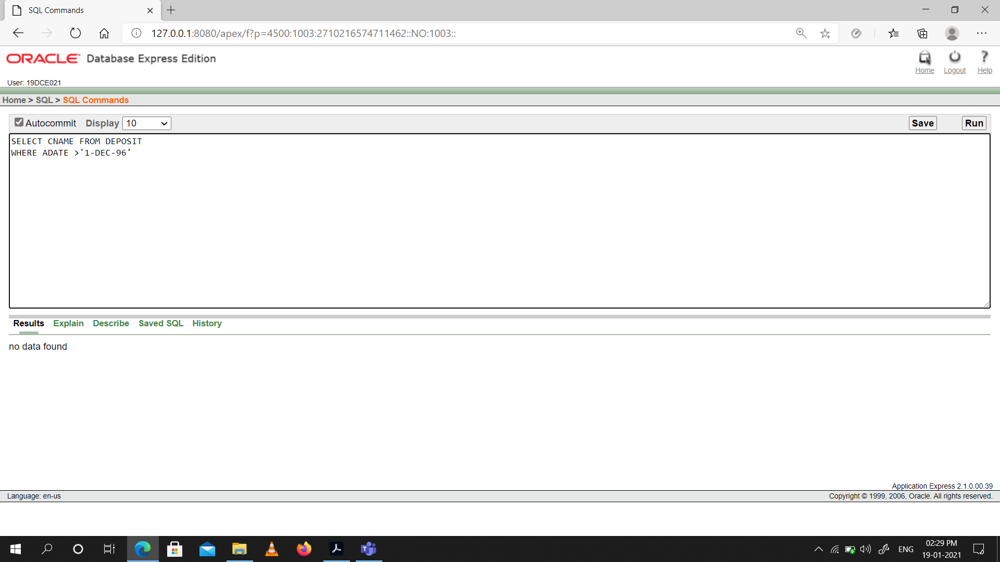 SQL Commands
127.0.0.1:8080/apex/f?p=4500:1003:2710216574711462::NO:1003::
ORACLE Database Express Edition
Home Logout Help
User: 19DCE021
Home > SQL > SQL Commands
Autocommit Display 10 Save Run
SELECT CNAME FROM DEPOSIT
WHERE ADATE >'1-DEC-96'
Results Explain Describe Saved SQL History
no data found
Application Express 2.1.0.00.39
Language: en-us Copyright © 1999, 2006, Oracle. All rights reserved.
ENG 02:29 PM
19-01-2021